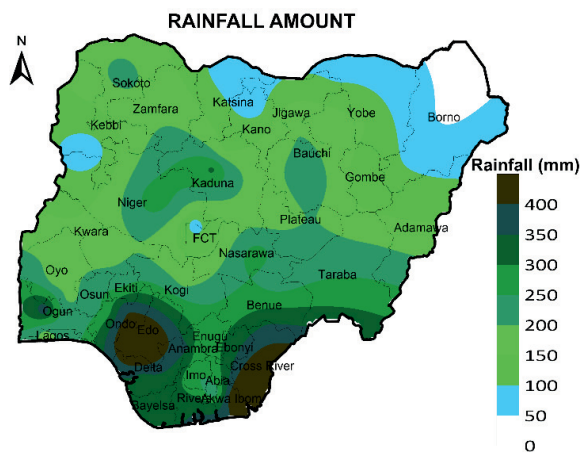 RAINFALL AMOUNT
N
Sokoto
Katsina
Zamfara
Jigawa
Yobe
Borno
Kebbi
Kano
Bauchi
Rainfall (mm)
Kaduna
Gombe
400
Niger
350
Plateau
Adamawa
300
Kwara
FCT
Nasarawa
250
Oyo
Taraba
200
Osun
Ekiti
Kogi
Benue
150
Ogun
Ondo
Edo
Enugu
100
Lagos
Anambra
Ebonyi
Delta
Cross River
50
Imo
Abia
Bayelsa
Rivers
Akwa Ibom
0